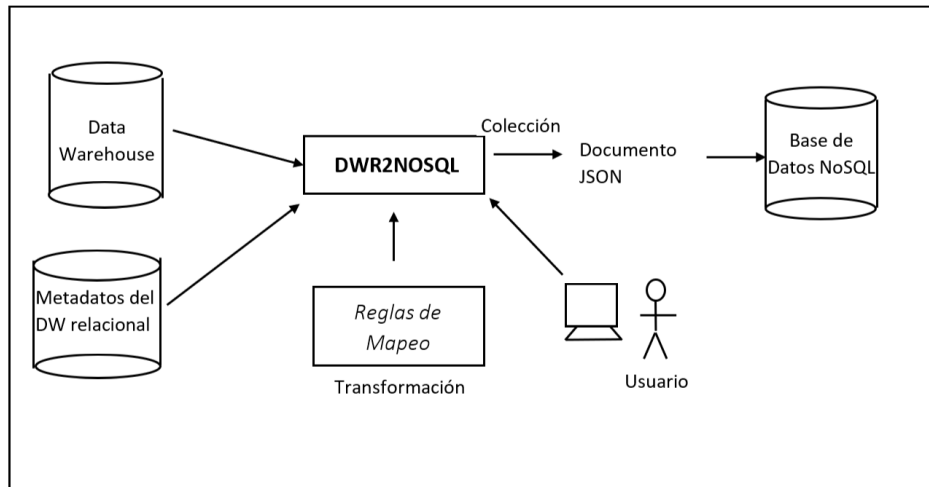 Data
Warehouse
Metadatos del
DW relacional
DWR2NOSQL
Colección
Documento
JSON
Base de
Datos NoSQL
Reglas de
Mapeo
Transformación
Usuario